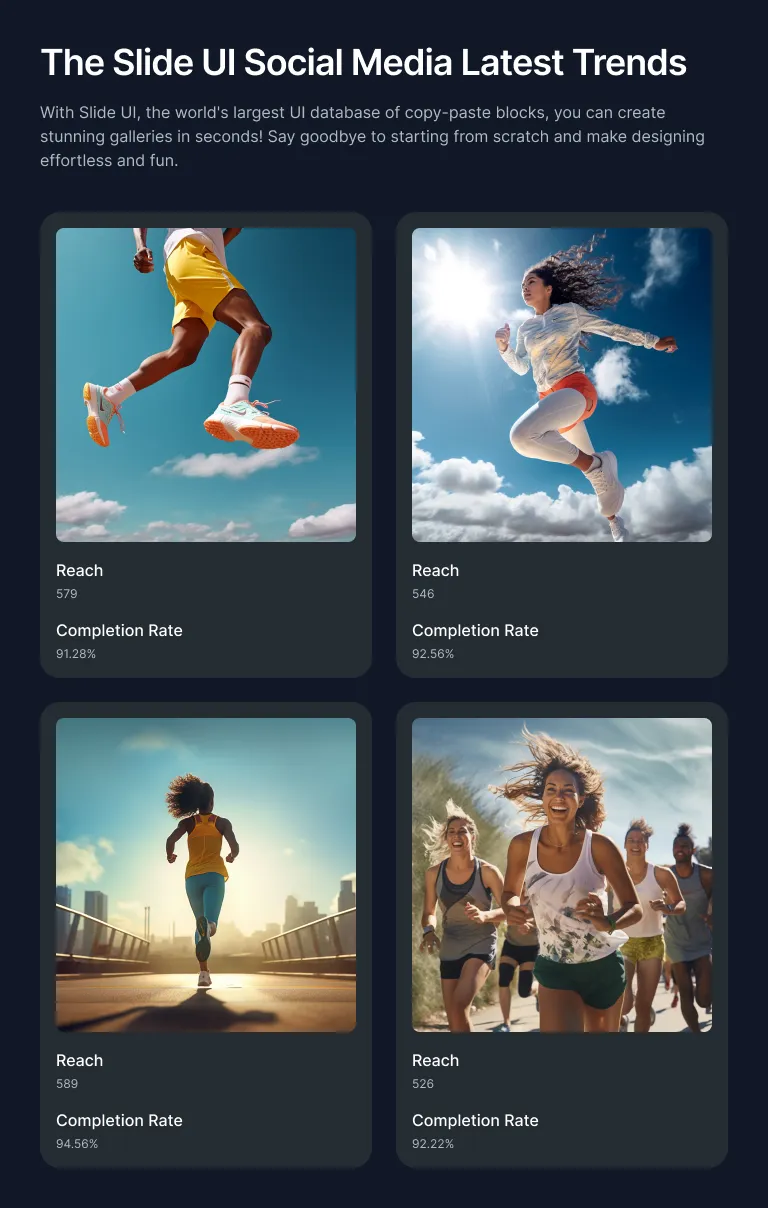 The Slide UI Social Media Latest Trends
With Slide UI, the world's largest UI database of copy-paste blocks, you can create
stunning galleries in seconds! Say goodbye to starting from scratch and make designing
effortless and fun.
Reach
579
Completion Rate
91.28%
Reach
546
Completion Rate
92.56%
Reach
589
Completion Rate
94.56%
Reach
526
Completion Rate
92.22%